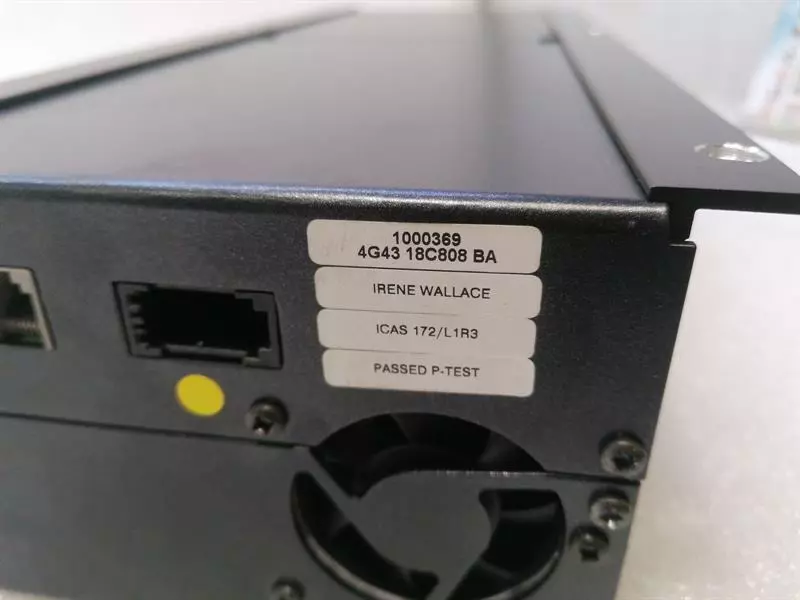 1000369
4G43 18C808 BA
IRENE WALLACE
ICAS 172/L1R3
PASSED P-TEST